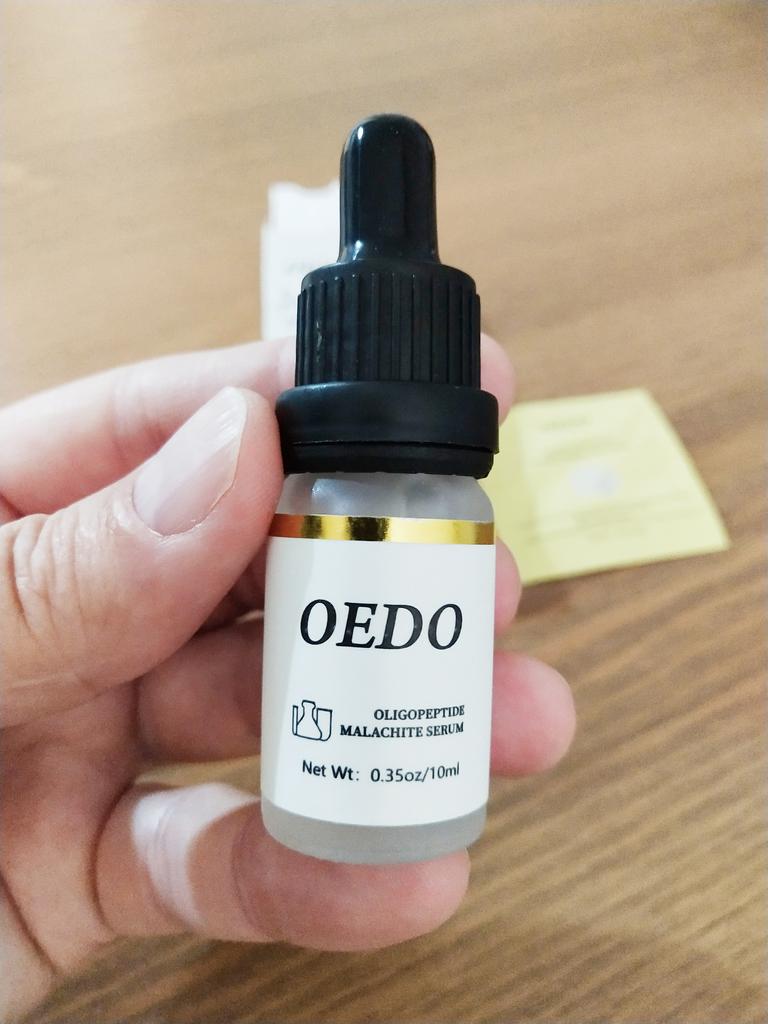 OEDO
OLIGOPEPTIDE
MALACHITE SERUM
Net Wt: 0.35oz/10ml